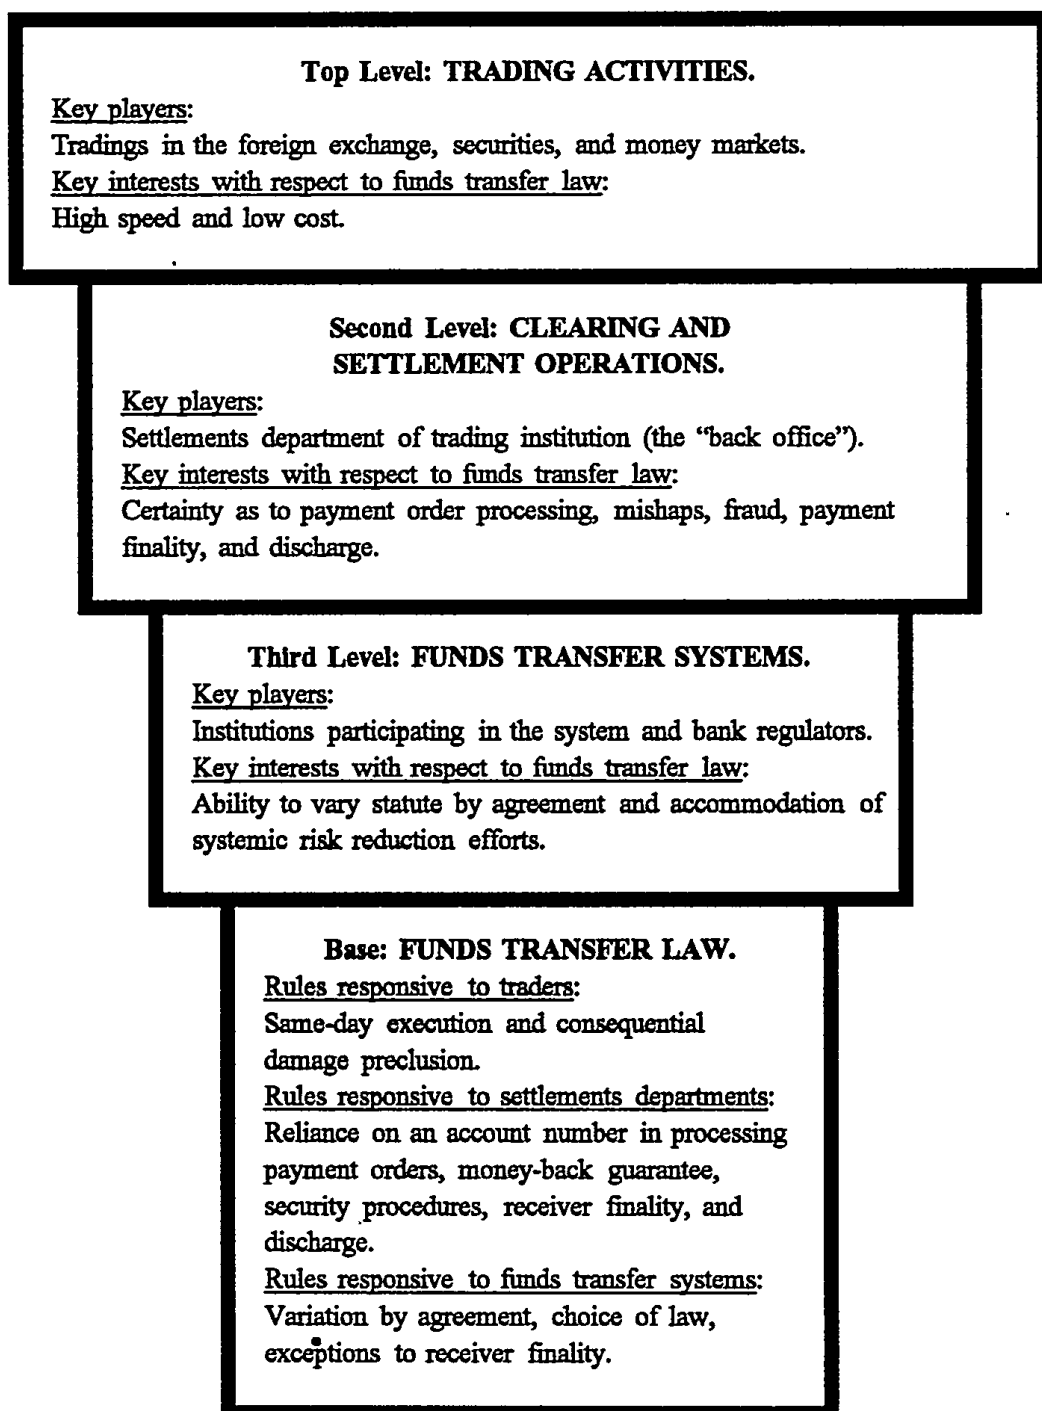 Top Level: TRADING ACTIVITIES.
Key players:
Tradings in the foreign exchange, securities, and money markets.
Key interests with respect to funds transfer law:
High speed and low cost.
Second Level: CLEARING AND
SETTLEMENT OPERATIONS.
Key players:
Settlements department of trading institution (the “back office”).
Key interests with respect to funds transfer law:
Certainty as to payment order processing, mishaps, fraud, payment
finality, and discharge.
Third Level: FUNDS TRANSFER SYSTEMS.
Key players:
Institutions participating in the system and bank regulators.
Key interests with respect to funds transfer law:
Ability to vary statute by agreement and accommodation of
systemic risk reduction efforts.
Base: FUNDS TRANSFER LAW.
Rules responsive to traders:
Same-day execution and consequential
damage preclusion.
Rules responsive to settlements departments:
Reliance on an account number in processing
payment orders, money-back guarantee,
security procedures, receiver finality, and
discharge.
Rules responsive to funds transfer systems:
Variation by agreement, choice of law,
exceptions to receiver finality.